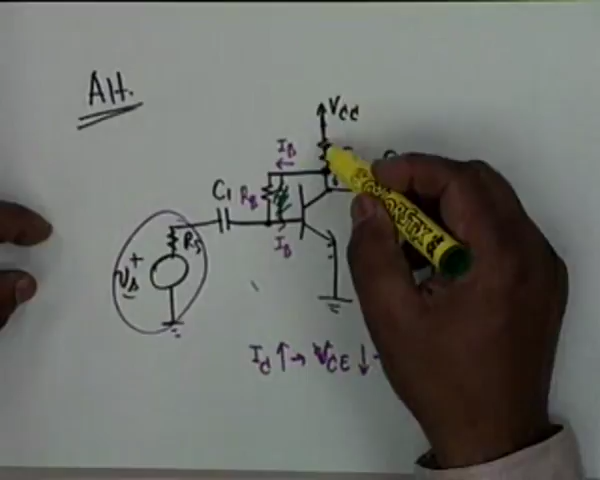 Alt.
VCC
IB
C1 RB
IB
RS
+
vs
IC ↑ → VCE ↓ →